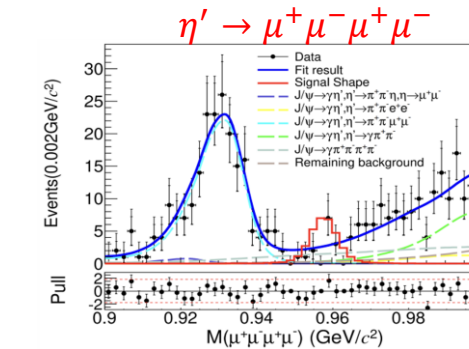 η′ → μ⁺μ⁻μ⁺μ⁻
Events(0.002GeV/c²)
30
25
20
15
10
5
0
Data
Fit result
Signal Shape
J/ψ→γη′,η′→π⁺π⁻η,η→μ⁺μ⁻
J/ψ→γη′,η′→π⁺π⁻e⁺e⁻
J/ψ→γη′,η′→π⁺π⁻μ⁺μ⁻
J/ψ→γη′,η′→γπ⁺π⁻
J/ψ→γπ⁺π⁻π⁺π⁻
Remaining background
Pull
2
0
-2
0.9 0.92 0.94 0.96 0.98
M(μ⁺μ⁻μ⁺μ⁻) (GeV/c²)